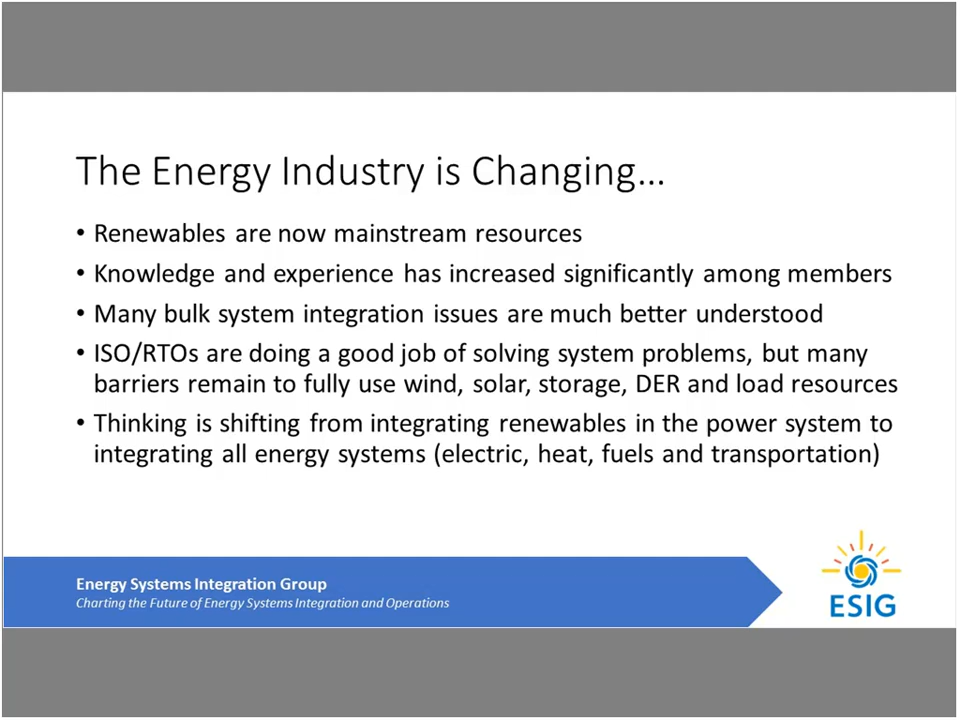 The Energy Industry is Changing...
• Renewables are now mainstream resources
• Knowledge and experience has increased significantly among members
• Many bulk system integration issues are much better understood
• ISO/RTOs are doing a good job of solving system problems, but many
barriers remain to fully use wind, solar, storage, DER and load resources
• Thinking is shifting from integrating renewables in the power system to
integrating all energy systems (electric, heat, fuels and transportation)
Energy Systems Integration Group
Charting the Future of Energy Systems Integration and Operations
ESIG